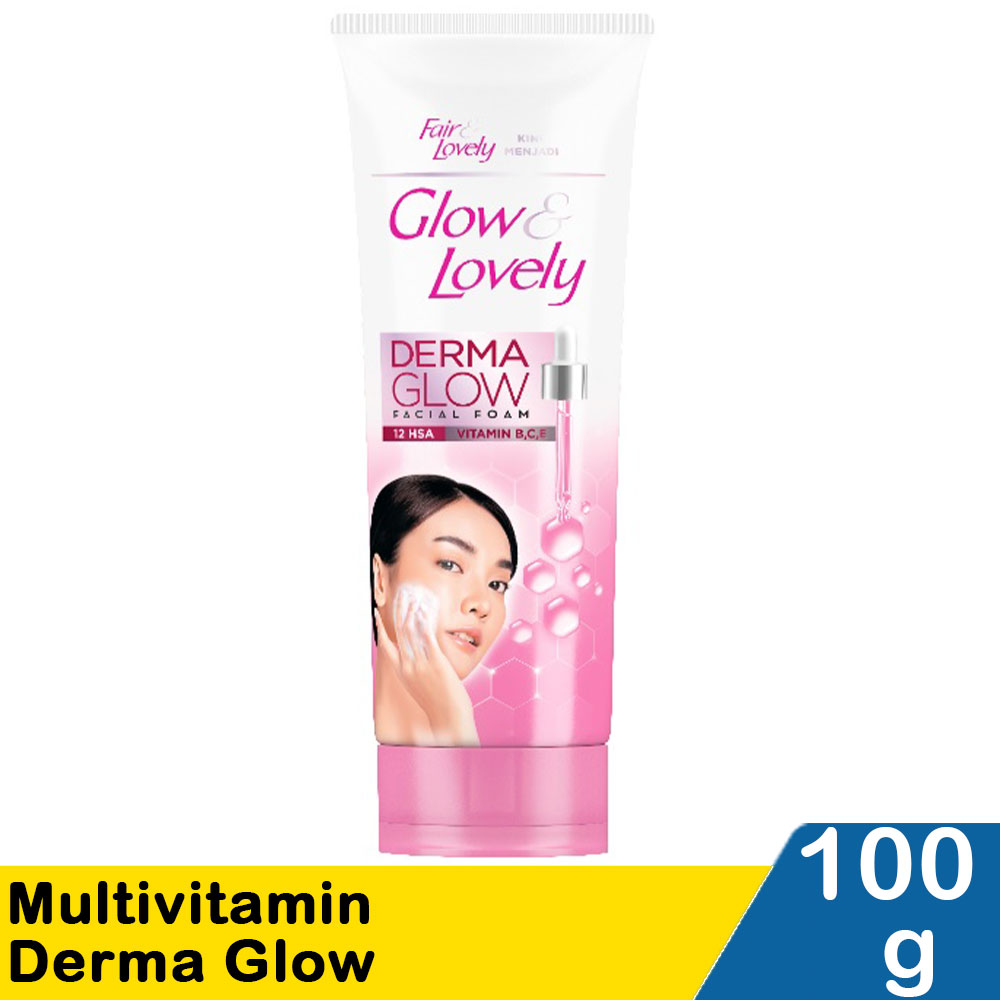 Fair &
Lovely
KINI
MENJADI
Glow &
Lovely
DERMA
GLOW
FACIAL FOAM
12 HSA VITAMIN B,C,E
Multivitamin
Derma Glow
100
g